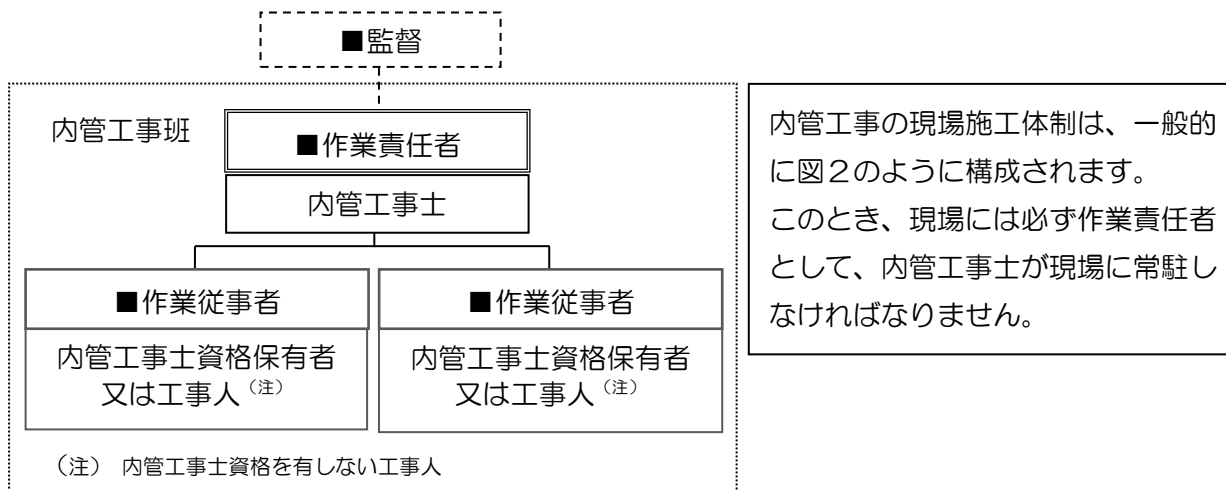 ■監督
内管工事班
■作業責任者
内管工事士
■作業従事者
内管工事士資格保有者
又は工事人（注）
■作業従事者
内管工事士資格保有者
又は工事人（注）
（注） 内管工事士資格を有しない工事人
内管工事の現場施工体制は、一般的
に図２のように構成されます。
このとき、現場には必ず作業責任者
として、内管工事士が現場に常駐し
なければなりません。